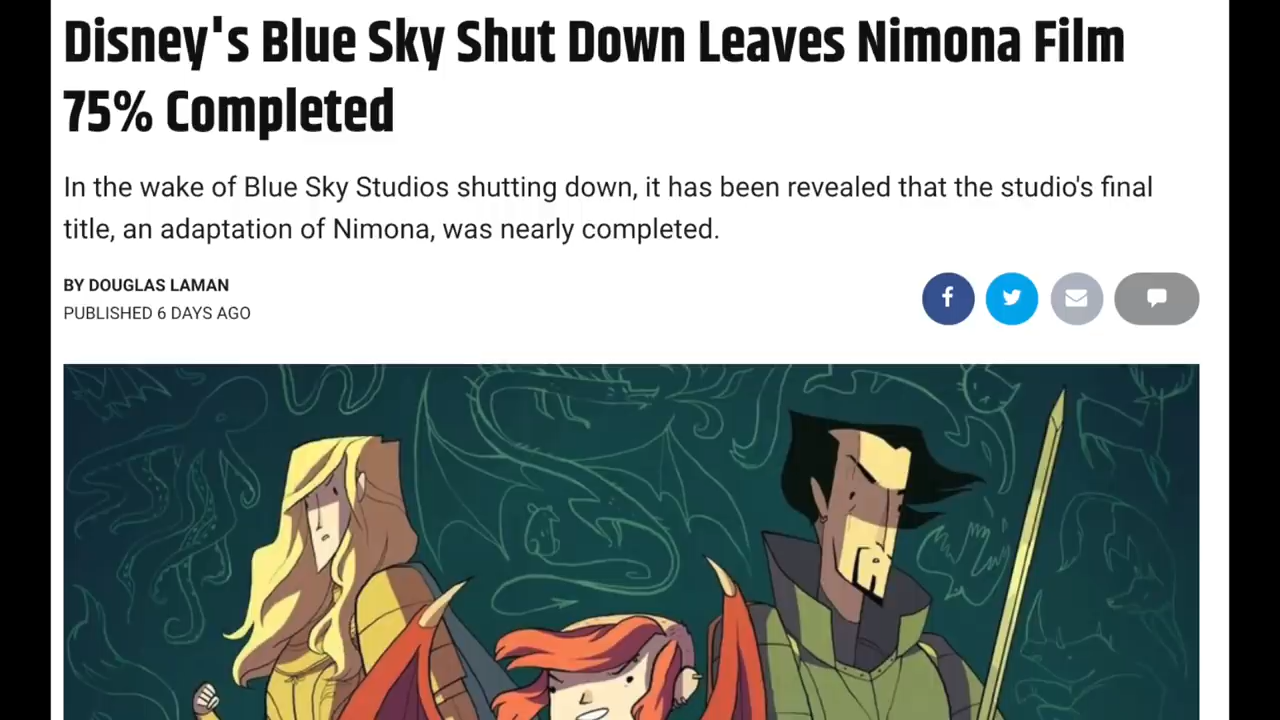 Disney's Blue Sky Shut Down Leaves Nimona Film
75% Completed
In the wake of Blue Sky Studios shutting down, it has been revealed that the studio's final
title, an adaptation of Nimona, was nearly completed.
BY DOUGLAS LAMAN
PUBLISHED 6 DAYS AGO